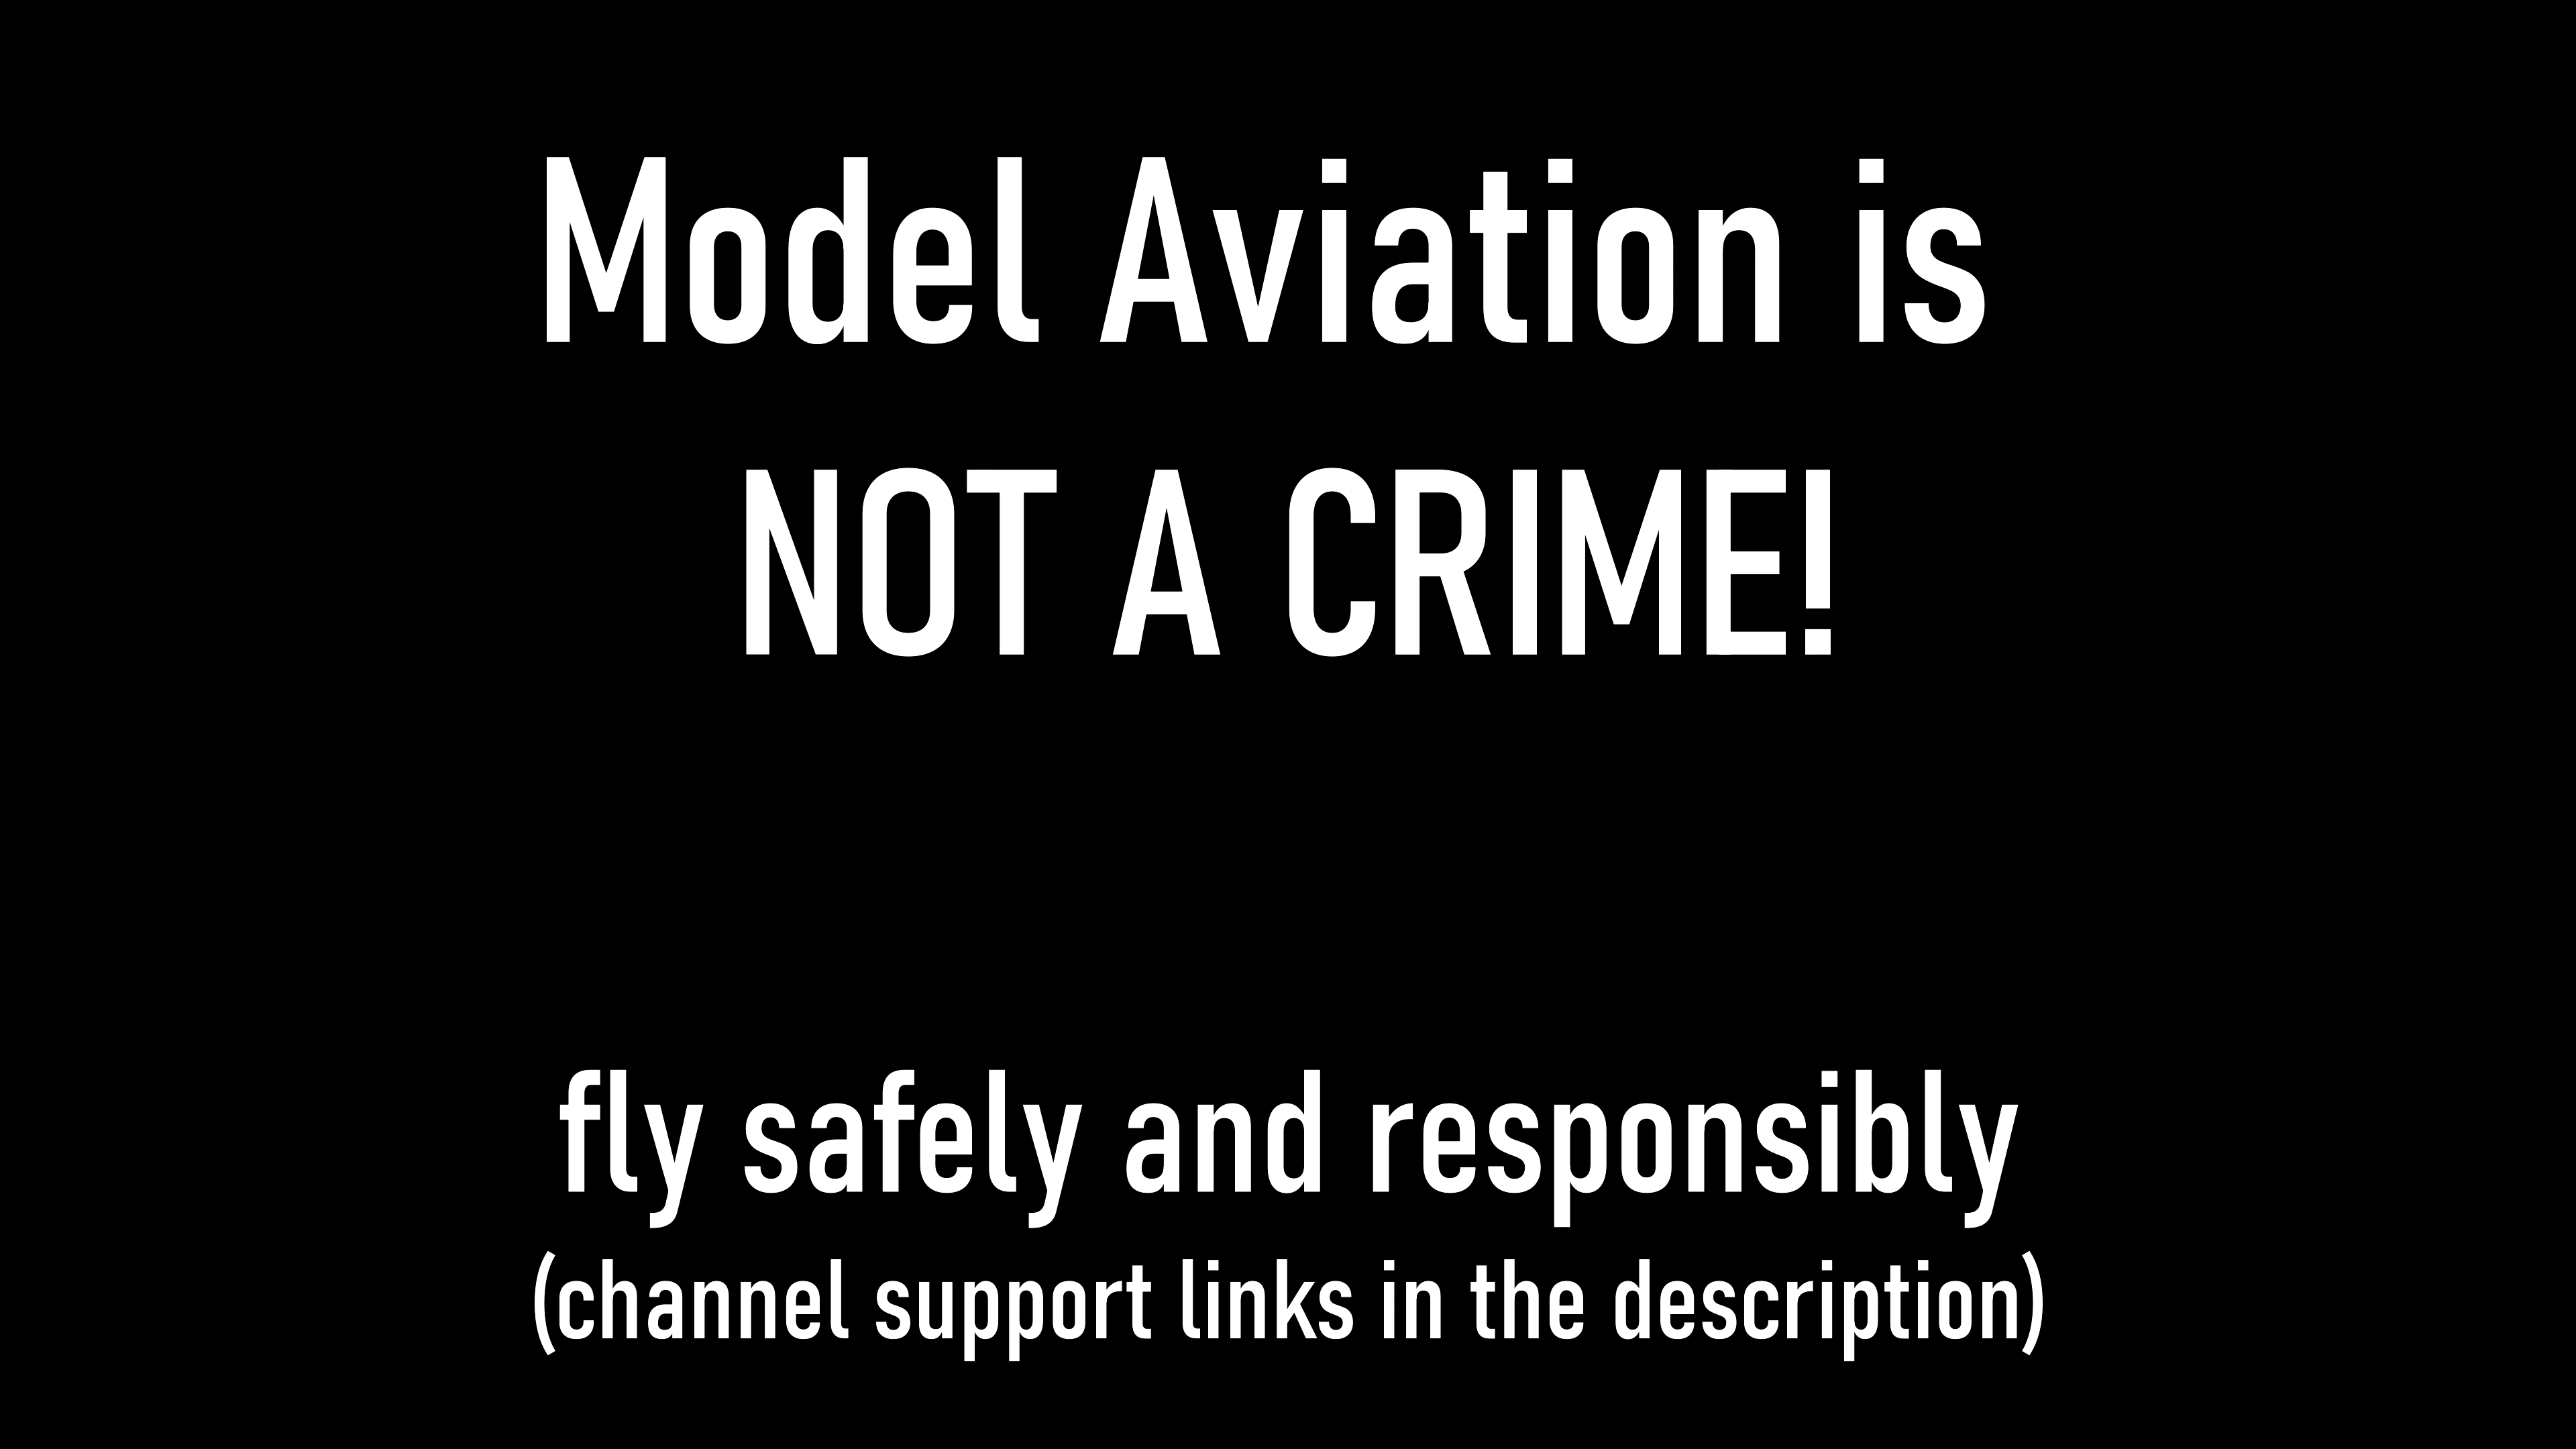 Model Aviation is
NOT A CRIME!
fly safely and responsibly
(channel support links in the description)